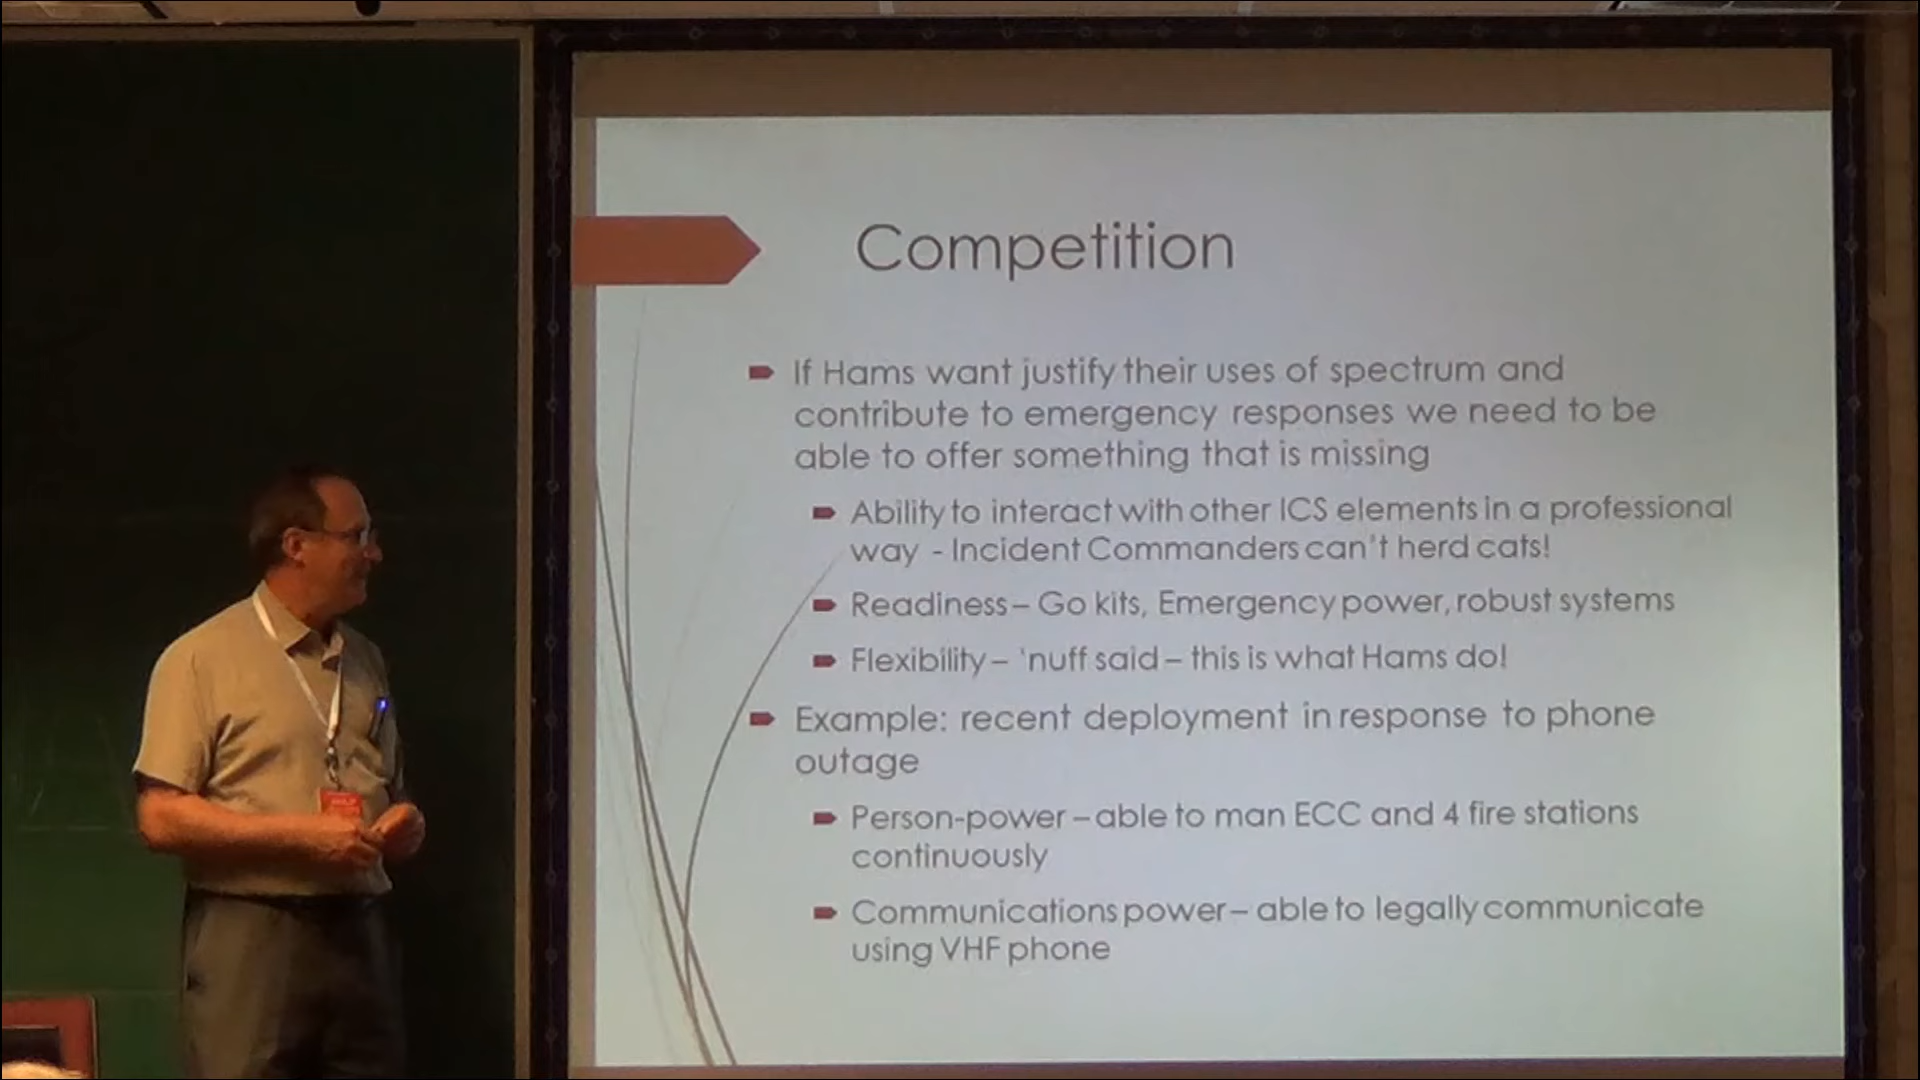 Competition
If Hams want justify their uses of spectrum and
contribute to emergency responses we need to be
able to offer something that is missing
Ability to interact with other ICS elements in a professional
way - Incident Commanders can't herd cats!
Readiness – Go kits, Emergency power, robust systems
Flexibility – 'nuff said – this is what Hams do!
Example: recent deployment in response to phone
outage
Person-power – able to man ECC and 4 fire stations
continuously
Communications power – able to legally communicate
using VHF phone